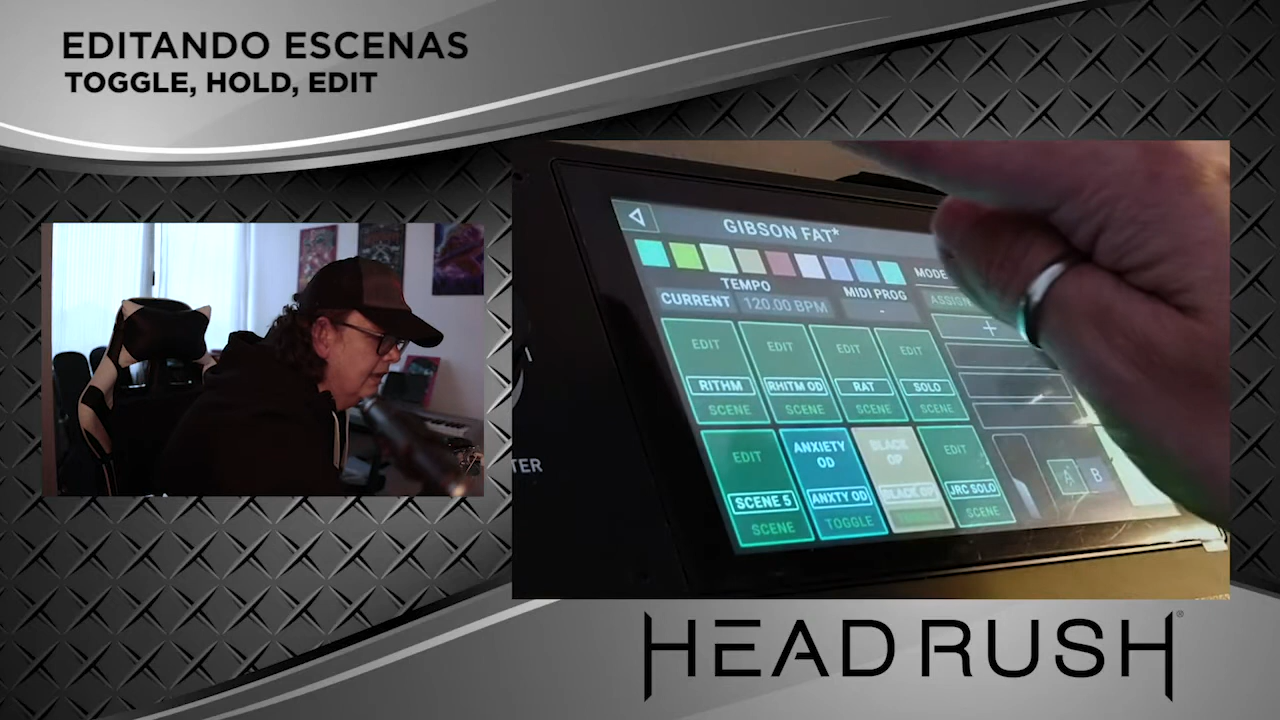 EDITANDO ESCENAS
TOGGLE, HOLD, EDIT
GIBSON FAT*
TEMPO
MIDI PROG
MODE
CURRENT
120.00 BPM
-
ASSIGN
+
EDIT
EDIT
EDIT
EDIT
RITHM
RHITM OD
RAT
SOLO
SCENE
SCENE
SCENE
SCENE
EDIT
ANXIETY
OD
BLACK
OP
EDIT
SCENE 5
ANXTY OD
BLACK OP
JRC SOLO
SCENE
TOGGLE
SCENE
A
B
TER
HEADRUSH®